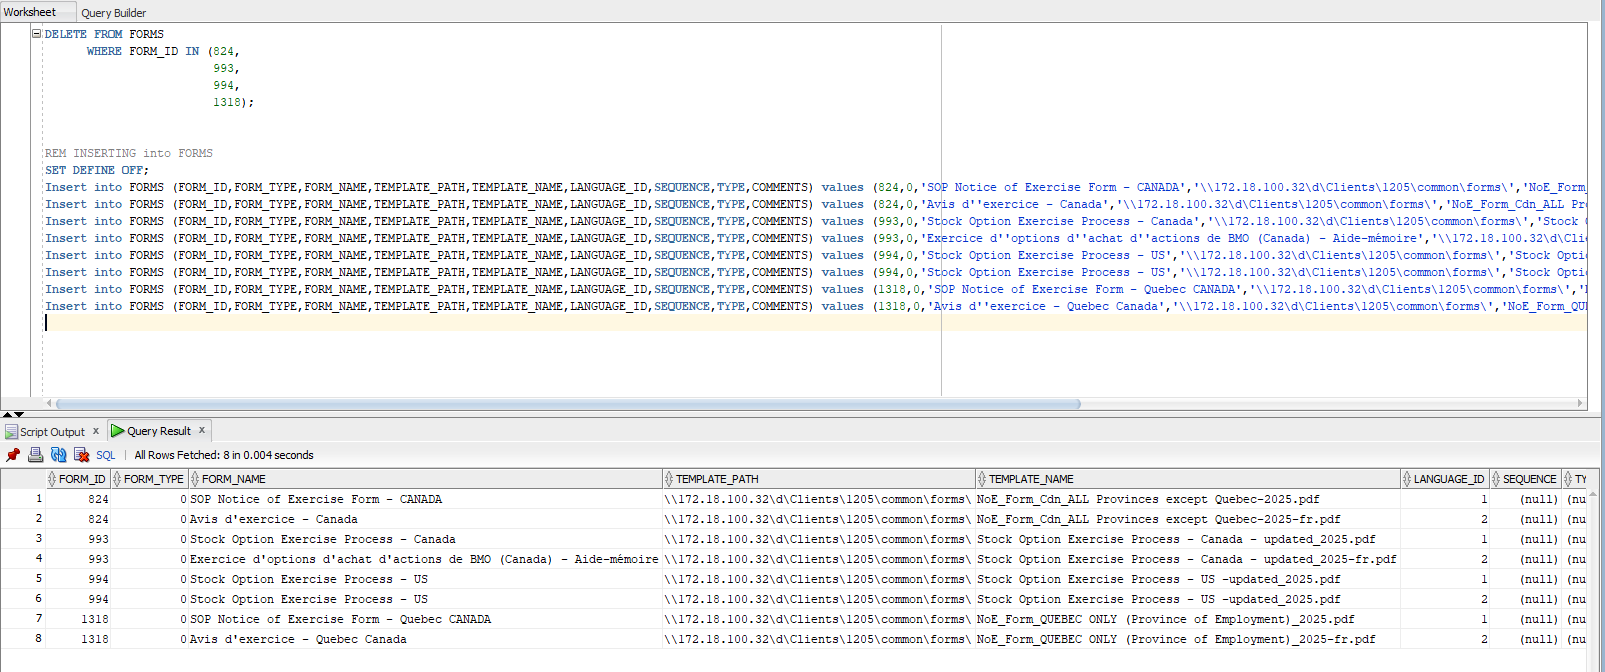 Worksheet Query Builder
DELETE FROM FORMS
WHERE FORM_ID IN (824,
993,
994,
1318);
REM INSERTING into FORMS
SET DEFINE OFF;
Insert into FORMS (FORM_ID,FORM_TYPE,FORM_NAME,TEMPLATE_PATH,TEMPLATE_NAME,LANGUAGE_ID,SEQUENCE,TYPE,COMMENTS) values (824,0,'SOP Notice of Exercise Form - CANADA','\\172.18.100.32\d\Clients\1205\common\forms\','NoE_Form_
Insert into FORMS (FORM_ID,FORM_TYPE,FORM_NAME,TEMPLATE_PATH,TEMPLATE_NAME,LANGUAGE_ID,SEQUENCE,TYPE,COMMENTS) values (824,0,'Avis d''exercice - Canada','\\172.18.100.32\d\Clients\1205\common\forms\','NoE_Form_Cdn_ALL Pr
Insert into FORMS (FORM_ID,FORM_TYPE,FORM_NAME,TEMPLATE_PATH,TEMPLATE_NAME,LANGUAGE_ID,SEQUENCE,TYPE,COMMENTS) values (993,0,'Stock Option Exercise Process - Canada','\\172.18.100.32\d\Clients\1205\common\forms\','Stock
Insert into FORMS (FORM_ID,FORM_TYPE,FORM_NAME,TEMPLATE_PATH,TEMPLATE_NAME,LANGUAGE_ID,SEQUENCE,TYPE,COMMENTS) values (993,0,'Exercice d''options d''achat d''actions de BMO (Canada) - Aide-mémoire','\\172.18.100.32\d\Cli
Insert into FORMS (FORM_ID,FORM_TYPE,FORM_NAME,TEMPLATE_PATH,TEMPLATE_NAME,LANGUAGE_ID,SEQUENCE,TYPE,COMMENTS) values (994,0,'Stock Option Exercise Process - US','\\172.18.100.32\d\Clients\1205\common\forms\','Stock Opti
Insert into FORMS (FORM_ID,FORM_TYPE,FORM_NAME,TEMPLATE_PATH,TEMPLATE_NAME,LANGUAGE_ID,SEQUENCE,TYPE,COMMENTS) values (994,0,'Stock Option Exercise Process - US','\\172.18.100.32\d\Clients\1205\common\forms\','Stock Opti
Insert into FORMS (FORM_ID,FORM_TYPE,FORM_NAME,TEMPLATE_PATH,TEMPLATE_NAME,LANGUAGE_ID,SEQUENCE,TYPE,COMMENTS) values (1318,0,'SOP Notice of Exercise Form - Quebec CANADA','\\172.18.100.32\d\Clients\1205\common\forms\','
Insert into FORMS (FORM_ID,FORM_TYPE,FORM_NAME,TEMPLATE_PATH,TEMPLATE_NAME,LANGUAGE_ID,SEQUENCE,TYPE,COMMENTS) values (1318,0,'Avis d''exercice - Quebec Canada','\\172.18.100.32\d\Clients\1205\common\forms\','NoE_Form_QU
Script Output x Query Result x
SQL | All Rows Fetched: 8 in 0.004 seconds
FORM_ID FORM_TYPE FORM_NAME TEMPLATE_PATH TEMPLATE_NAME LANGUAGE_ID SEQUENCE TY
1 824 0 SOP Notice of Exercise Form - CANADA \\172.18.100.32\d\Clients\1205\common\forms\ NoE_Form_Cdn_ALL Provinces except Quebec-2025.pdf 1 (null) (nu
2 824 0 Avis d'exercice - Canada \\172.18.100.32\d\Clients\1205\common\forms\ NoE_Form_Cdn_ALL Provinces except Quebec-2025-fr.pdf 2 (null) (nu
3 993 0 Stock Option Exercise Process - Canada \\172.18.100.32\d\Clients\1205\common\forms\ Stock Option Exercise Process - Canada - updated_2025.pdf 1 (null) (nu
4 993 0 Exercice d'options d'achat d'actions de BMO (Canada) - Aide-mémoire \\172.18.100.32\d\Clients\1205\common\forms\ Stock Option Exercise Process - Canada - updated_2025-fr.pdf 2 (null) (nu
5 994 0 Stock Option Exercise Process - US \\172.18.100.32\d\Clients\1205\common\forms\ Stock Option Exercise Process - US -updated_2025.pdf 1 (null) (nu
6 994 0 Stock Option Exercise Process - US \\172.18.100.32\d\Clients\1205\common\forms\ Stock Option Exercise Process - US -updated_2025.pdf 2 (null) (nu
7 1318 0 SOP Notice of Exercise Form - Quebec CANADA \\172.18.100.32\d\Clients\1205\common\forms\ NoE_Form_QUEBEC ONLY (Province of Employment)_2025.pdf 1 (null) (nu
8 1318 0 Avis d'exercice - Quebec Canada \\172.18.100.32\d\Clients\1205\common\forms\ NoE_Form_QUEBEC ONLY (Province of Employment)_2025-fr.pdf 2 (null) (nu